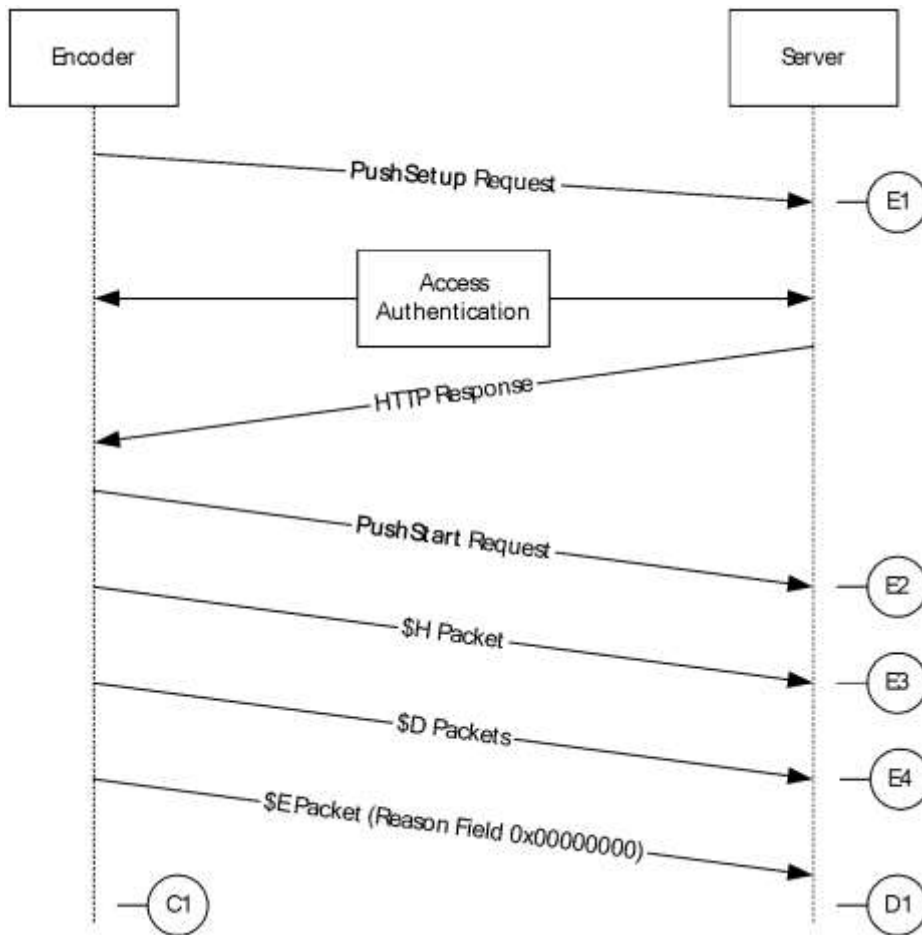 Encoder
Server
PushSetup Request
E1
Access
Authentication
HTTP Response
PushStart Request
E2
$H Packet
E3
$D Packets
E4
$E Packet (Reason Field 0x00000000)
C1
D1